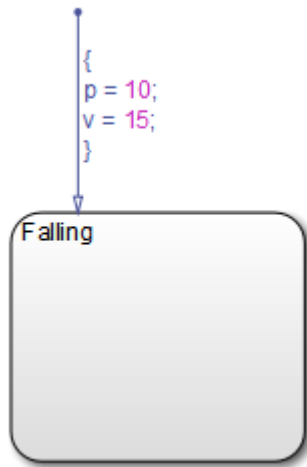 {
p = 10;
v = 15;
}
Falling